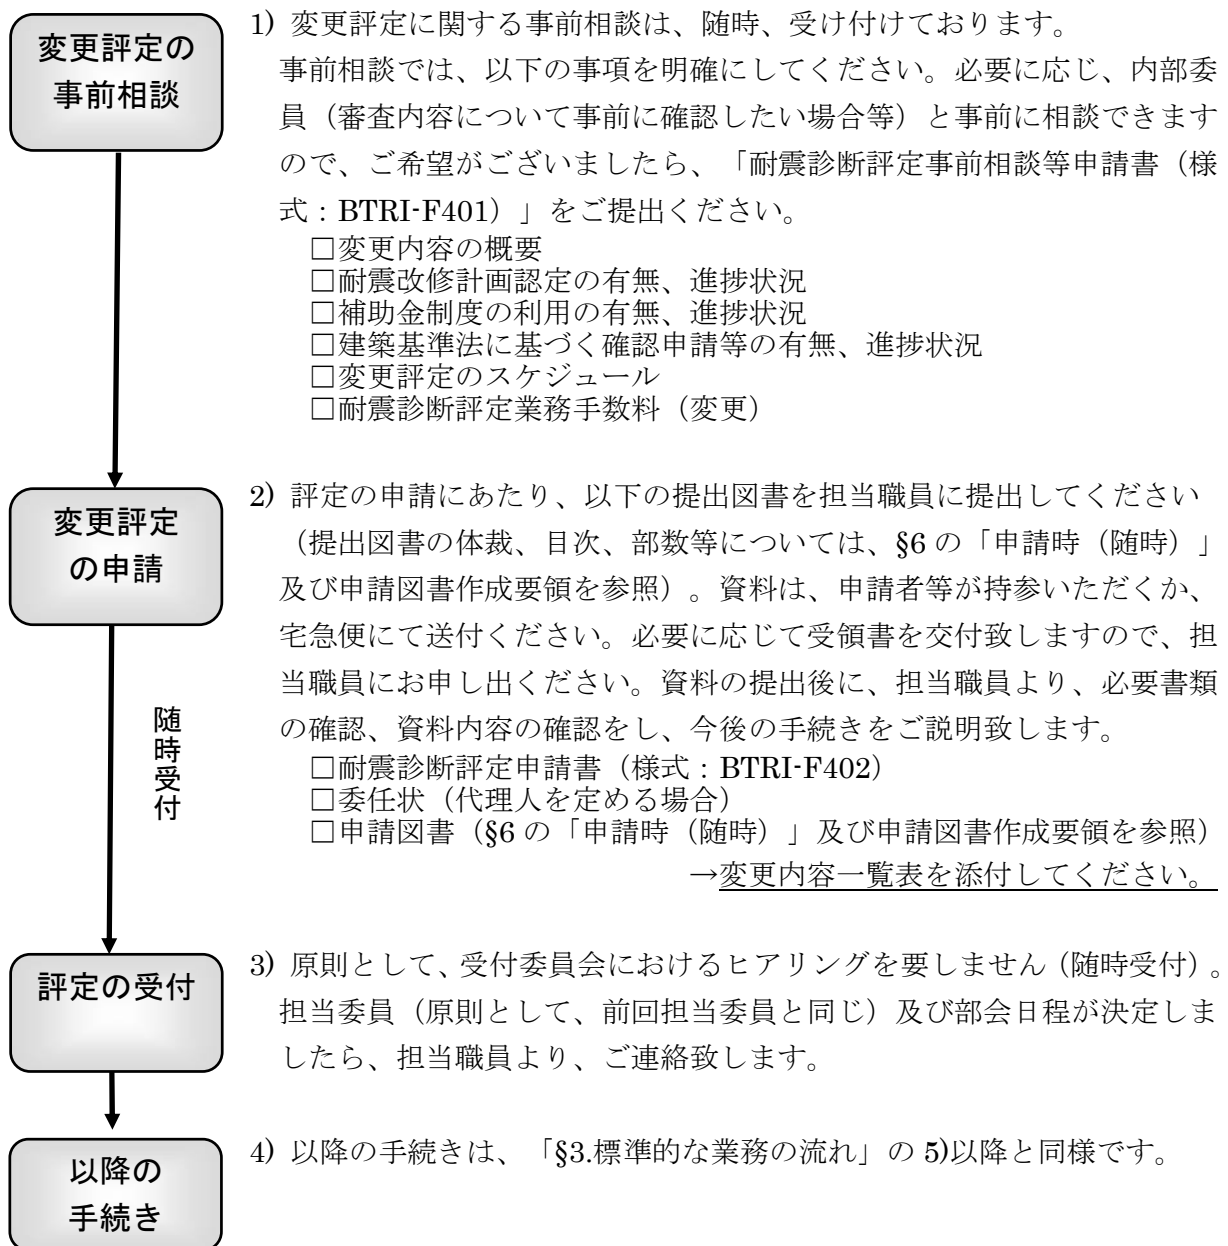 変更評定の
事前相談
1) 変更評定に関する事前相談は、随時、受け付けております。
事前相談では、以下の事項を明確にしてください。必要に応じ、内部委
員（審査内容について事前に確認したい場合等）と事前に相談できます
ので、ご希望がございましたら、「耐震診断評定事前相談等申請書（様
式：BTRI-F401）」をご提出ください。
□変更内容の概要
□耐震改修計画認定の有無、進捗状況
□補助金制度の利用の有無、進捗状況
□建築基準法に基づく確認申請等の有無、進捗状況
□変更評定のスケジュール
□耐震診断評定業務手数料（変更）
変更評定
の申請
2) 評定の申請にあたり、以下の提出図書を担当職員に提出してください
（提出図書の体裁、目次、部数等については、§6 の「申請時（随時）」
及び申請図書作成要領を参照）。資料は、申請者等が持参いただくか、
宅急便にて送付ください。必要に応じて受領書を交付致しますので、担
当職員にお申し出ください。資料の提出後に、担当職員より、必要書類
の確認、資料内容の確認をし、今後の手続きをご説明致します。
□耐震診断評定申請書（様式：BTRI-F402）
□委任状（代理人を定める場合）
□申請図書（§6 の「申請時（随時）」及び申請図書作成要領を参照）
→変更内容一覧表を添付してください。
随時受付
評定の受付
3) 原則として、受付委員会におけるヒアリングを要しません（随時受付）。
担当委員（原則として、前回担当委員と同じ）及び部会日程が決定しま
したら、担当職員より、ご連絡致します。
以降の
手続き
4) 以降の手続きは、「§3.標準的な業務の流れ」の 5)以降と同様です。